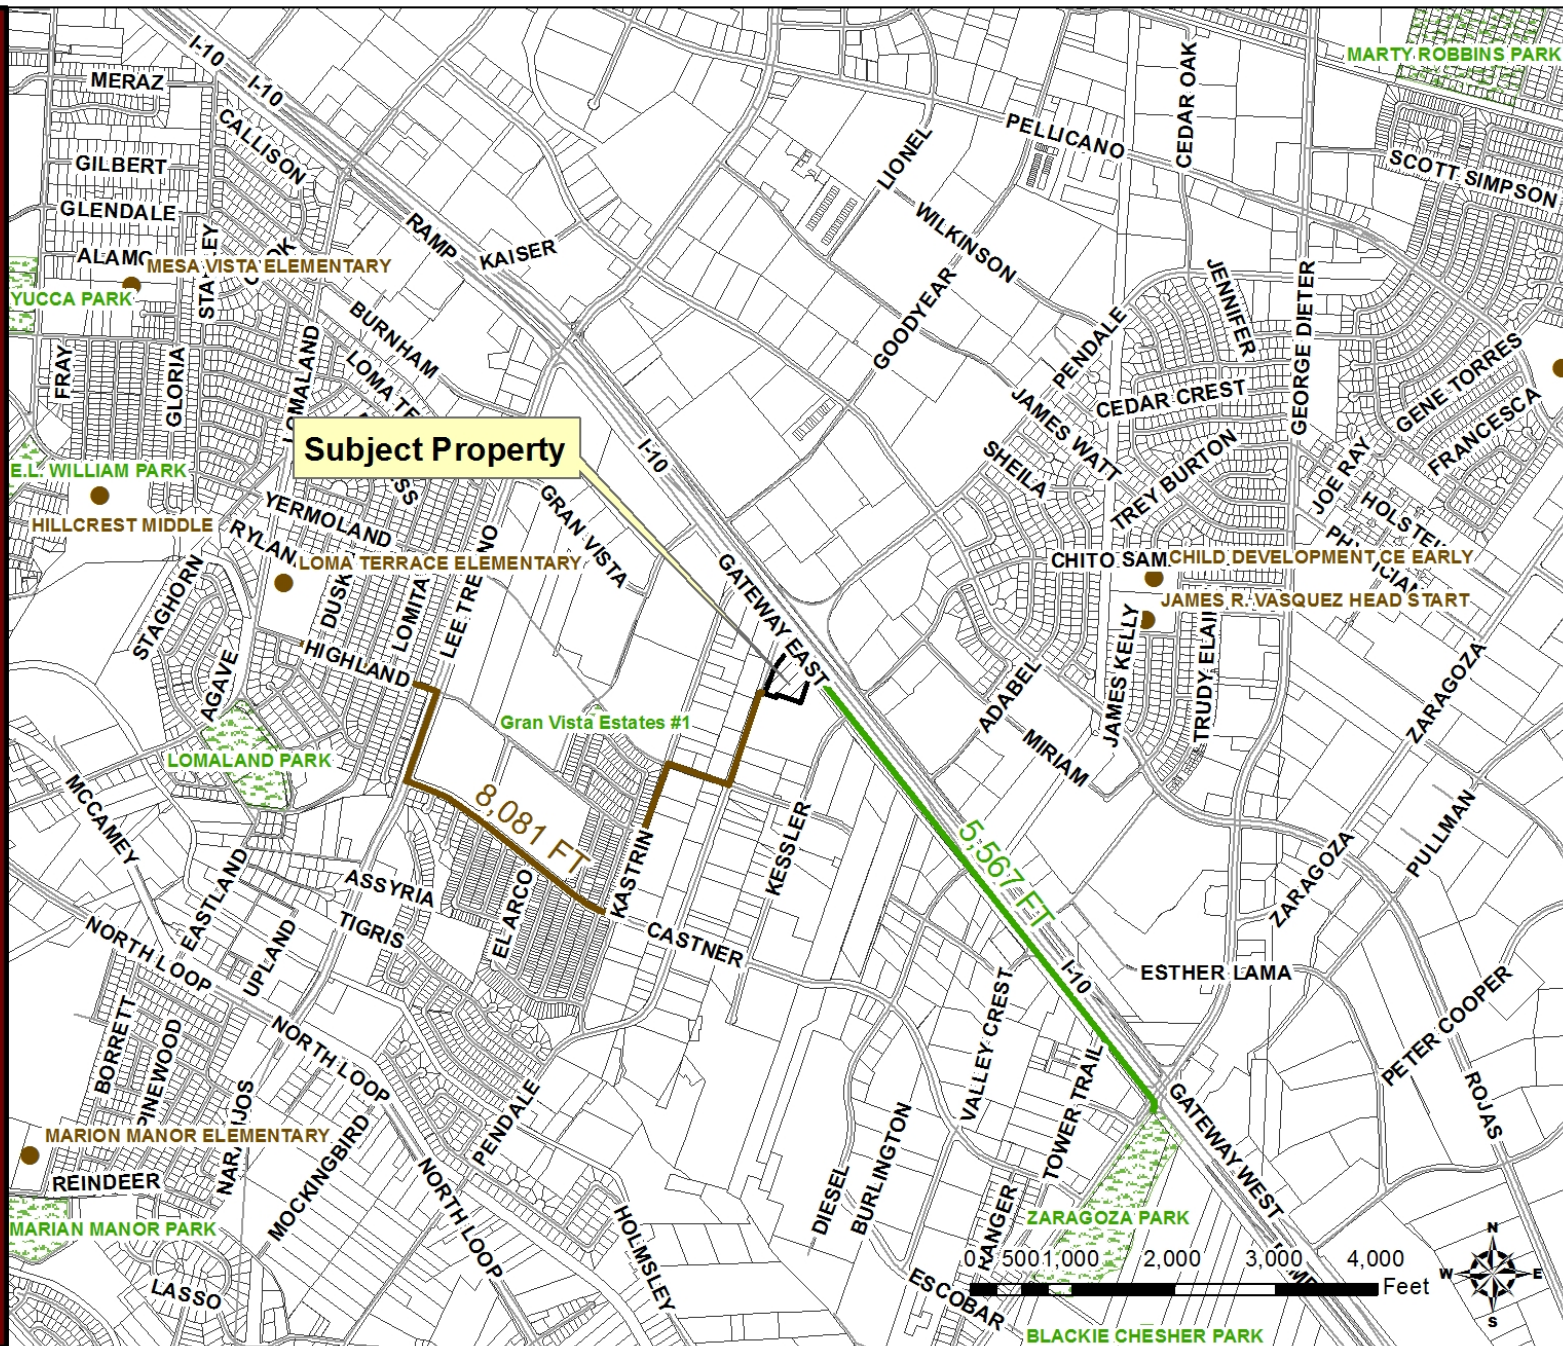 I-10
MERAZ
I-10
MARTY ROBBINS PARK
CEDAR OAK
CALLISON
PELLICANO
GILBERT
LIONEL
SCOTT SIMPSON
GLENDALE
WILKINSON
RAMP
KAISER
ALAMO
MESA VISTA ELEMENTARY
YUCCA PARK
JENNIFER
GEORGE DIETER
GOODYEAR
BURNHAM
PENDALE
FRAY
GLORIA
LOMALAND
LOMA TE
CEDAR CREST
JAMES WATT
GENE TORRES
FRANCESCA
Subject Property
I-10
E.L. WILLIAM PARK
SHEILA
TREY BURTON
JOE RAY
GRAN VISTA
YERMOLAND
HILLCREST MIDDLE
RYLAN
HOLSTEI
LOMA TERRACE ELEMENTARY
GATEWAY EAST
CHITO SAM
CHILD DEVELOPMENT CE EARLY
JAMES R. VASQUEZ HEAD START
STAGHORN
DUSK
LOMITA
LEE TRE
NO
HIGHLAND
AGAVE
JAMES KELLY
TRUDY ELAI
ZARAGOZA
ADABEL
Gran Vista Estates #1
LOMALAND PARK
MIRIAM
MCCAMEY
8,081 FT
5,567 FT
KESSLER
PULLMAN
ZARAGOZA
KASTRIN
ASSYRIA
EL ARCO
EASTLAND
TIGRIS
CASTNER
NORTH LOOP
UPLAND
I-10
ESTHER LAMA
VALLEY CREST
BORRETT
PINEWOOD
NORTH LOOP
PETER COOPER
ROJAS
TOWER TRAIL
GATEWAY WEST
PENDALE
MARION MANOR ELEMENTARY
MOCKINGBIRD
REINDEER
NORTH LOOP
DIESEL
BURLINGTON
MARIAN MANOR PARK
HOLMSLEY
RANGER
ZARAGOZA PARK
LASSO
ESCOBAR
0 500 1,000 2,000 3,000 4,000
Feet
N
W E
S
BLACKIE CHESHER PARK